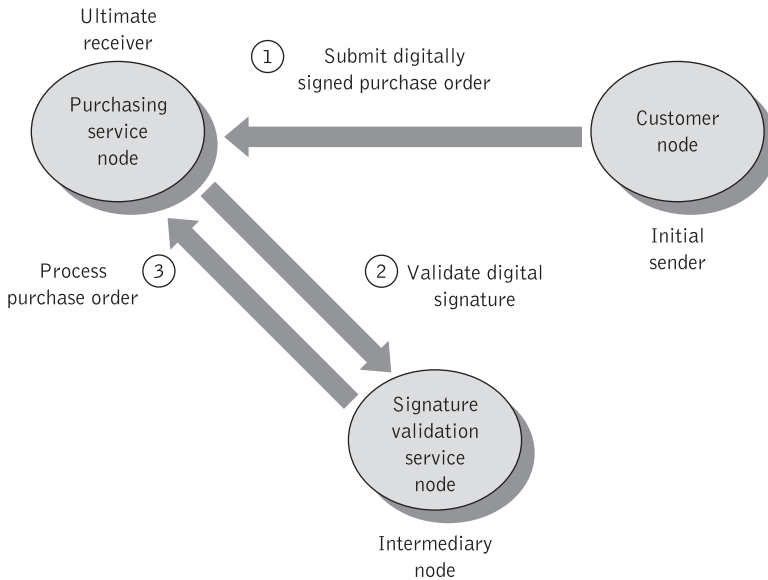 Ultimate
receiver
Purchasing
service
node
1
Submit digitally
signed purchase order
Customer
node
Initial
sender
Process
purchase order
3
2
Validate digital
signature
Signature
validation
service
node
Intermediary
node